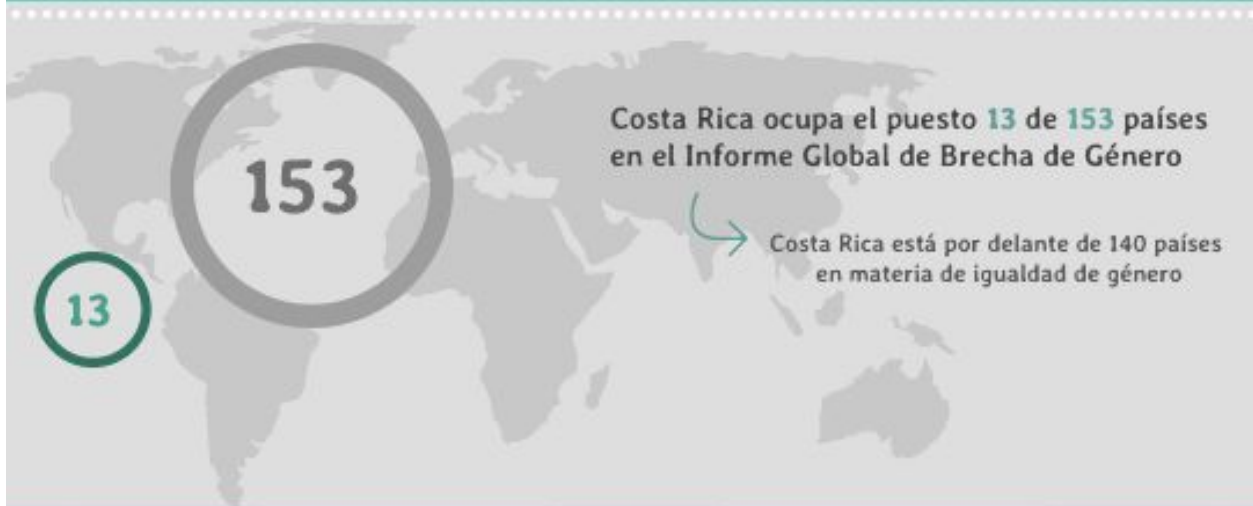 153
13
Costa Rica ocupa el puesto 13 de 153 países
en el Informe Global de Brecha de Género
Costa Rica está por delante de 140 países
en materia de igualdad de género